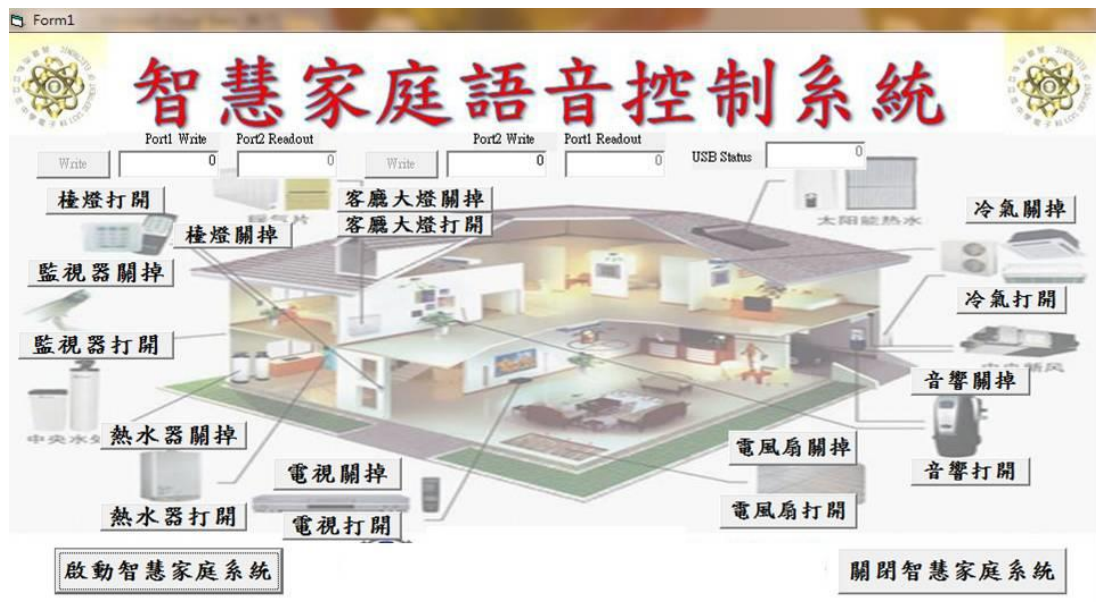 Form1
智慧家庭語音控制系統
Port1 Write
Port2 Readout
Port2 Write
Port1 Readout
Write
0
0
Write
0
0
USB Status
0
檯燈打開
客廳大燈關掉
太阳能热水
冷氣關掉
暖气片
客廳大燈打開
檯燈關掉
監視器關掉
冷氣打開
監視器打開
音響關掉
中央水
熱水器關掉
電風扇關掉
電視關掉
音響打開
熱水器打開
電視打開
電風扇打開
啟動智慧家庭系統
關閉智慧家庭系統